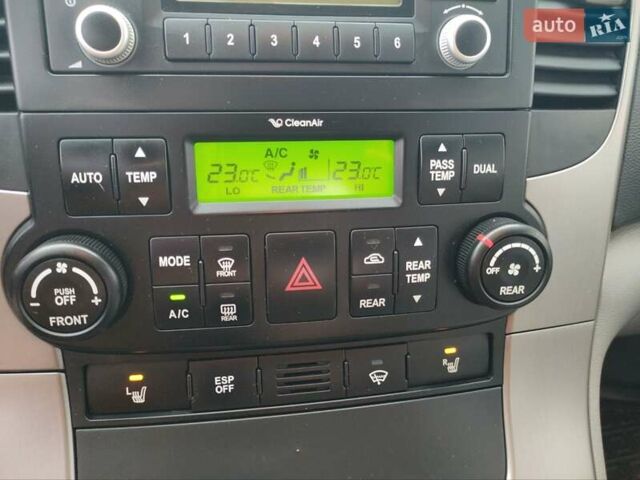 auto RIA
1 2 3 4 5 6
CleanAir
AUTO
TEMP
A/C
23.0C 23.0C
LO REAR TEMP HI
PASS TEMP
DUAL
PUSH OFF
FRONT
MODE
FRONT
A/C
REAR
REAR
REAR TEMP
OFF
REAR
L
ESP OFF
R